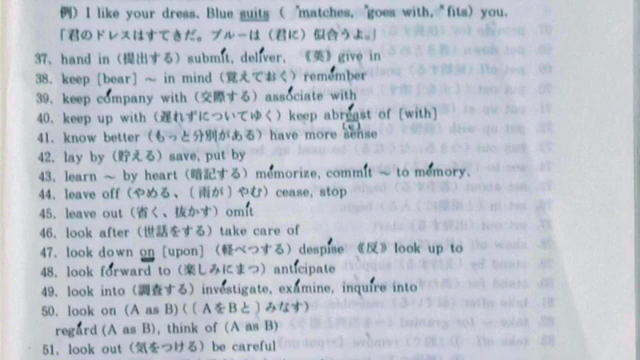 例）I like your dress. Blue suits ( ˣmatches, ˣgoes with, ˣfits) you.
「君のドレスはすてきだ。ブルーは（君に）似合うよ。」
37. hand in（提出する）submit, deliver, 《英》give in
38. keep [bear] ～ in mind（覚えておく）remember
39. keep company with（交際する）associate with
40. keep up with（遅れずについてゆく）keep abreast of [with]
41. know better（もっと分別がある）have more sense
42. lay by（貯える）save, put by
43. learn ～ by heart（暗記する）memorize, commit ～ to memory.
44. leave off（やめる、(雨が)やむ）cease, stop
45. leave out（省く、抜かす）omit
46. look after（世話をする）take care of
47. look down on [upon]（軽べつする）despise 《反》look up to
48. look forward to（楽しみにまつ）anticipate
49. look into（調査する）investigate, examine, inquire into
50. look on (A as B)（(AをBと)みなす）
regard (A as B), think of (A as B)
51. look out（気をつける）be careful